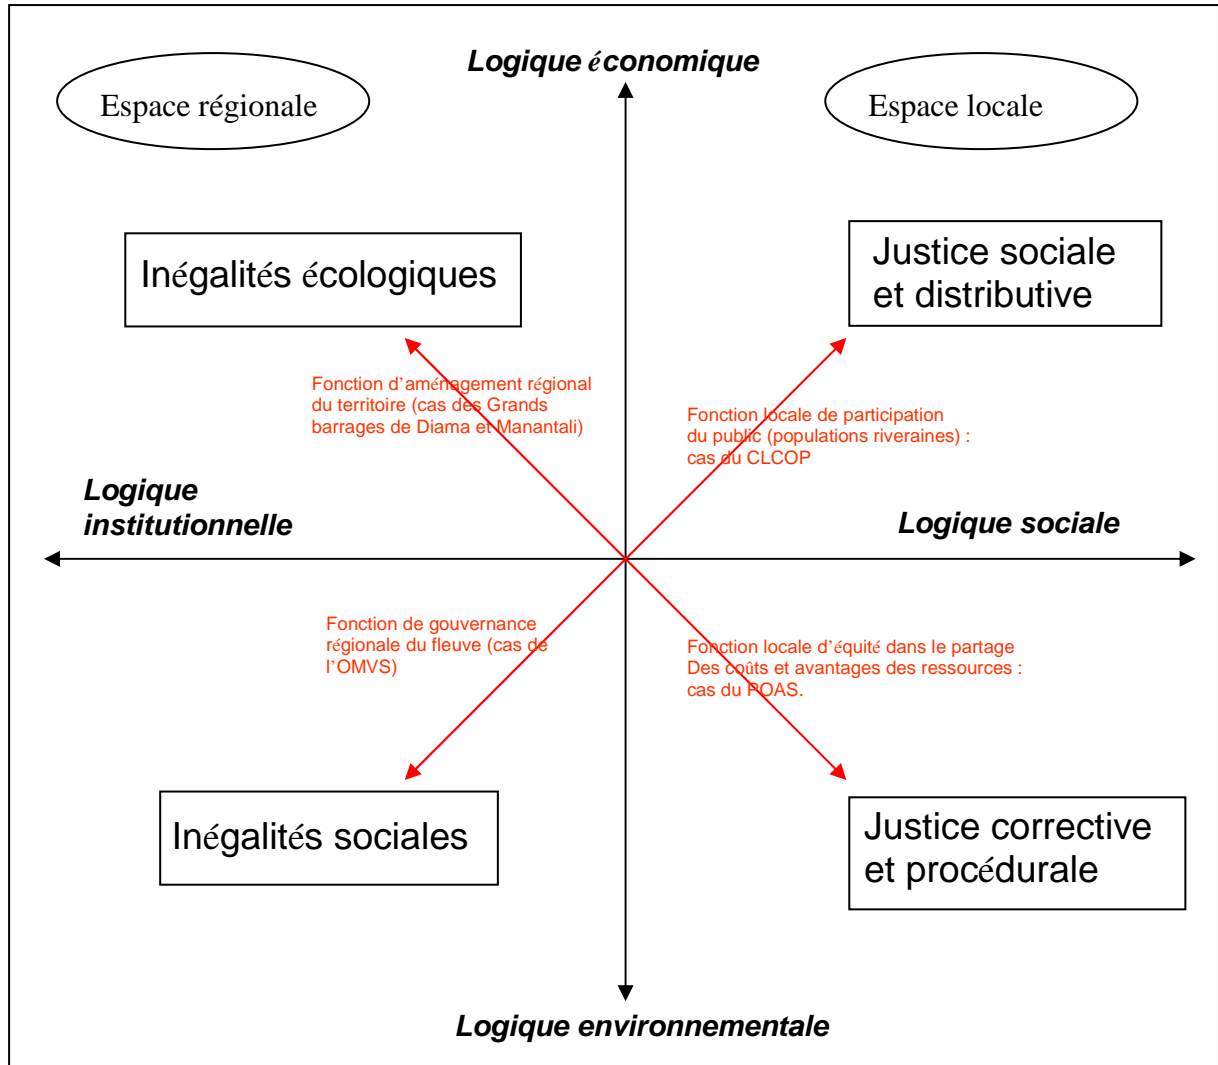 Logique économique
Espace régionale
Espace locale
Inégalités écologiques
Justice sociale
et distributive
Fonction d'aménagement régional
du territoire (cas des Grands
barrages de Diama et Manantali)
Fonction locale de participation
du public (populations riveraines) :
cas du CLCOP
Logique
institutionnelle
Logique sociale
Fonction de gouvernance
régionale du fleuve (cas de
l'OMVS)
Fonction locale d'équité dans le partage
Des coûts et avantages des ressources :
cas du POAS.
Inégalités sociales
Justice corrective
et procédurale
Logique environnementale